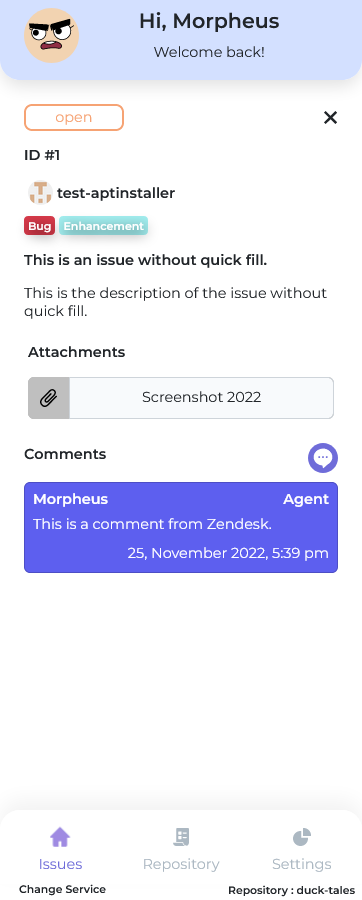 Hi, Morpheus
Welcome back!
open
ID #1
test-aptinstaller
Bug Enhancement
This is an issue without quick fill.
This is the description of the issue without
quick fill.
Attachments
Screenshot 2022
Comments
Morpheus Agent
This is a comment from Zendesk.
25, November 2022, 5:39 pm
Issues Repository Settings
Change Service Repository : duck-tales